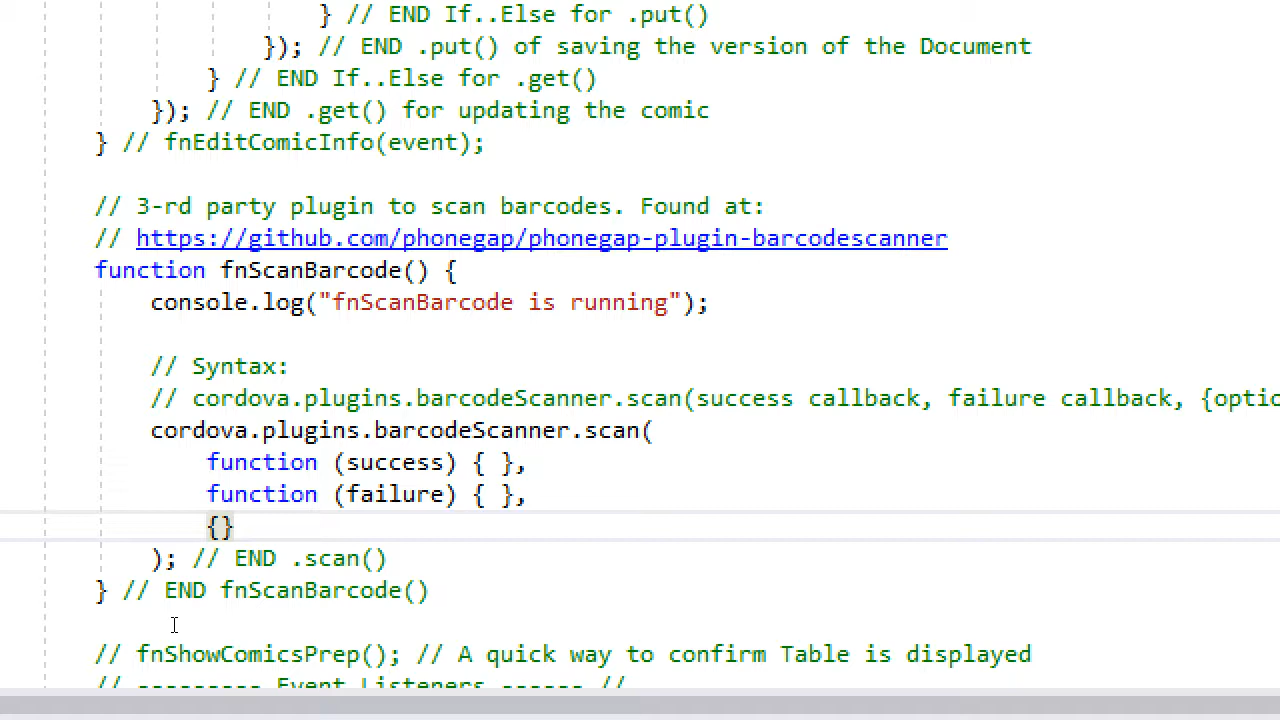 } // END If..Else for .put()
}); // END .put() of saving the version of the Document
} // END If..Else for .get()
}); // END .get() for updating the comic
} // fnEditComicInfo(event);
// 3-rd party plugin to scan barcodes. Found at:
// https://github.com/phonegap/phonegap-plugin-barcodescanner
function fnScanBarcode() {
console.log("fnScanBarcode is running");
// Syntax:
// cordova.plugins.barcodeScanner.scan(success callback, failure callback, {optio
cordova.plugins.barcodeScanner.scan(
function (success) { },
function (failure) { },
{}
); // END .scan()
} // END fnScanBarcode()
// fnShowComicsPrep(); // A quick way to confirm Table is displayed
// --------- Event Listeners ------ //